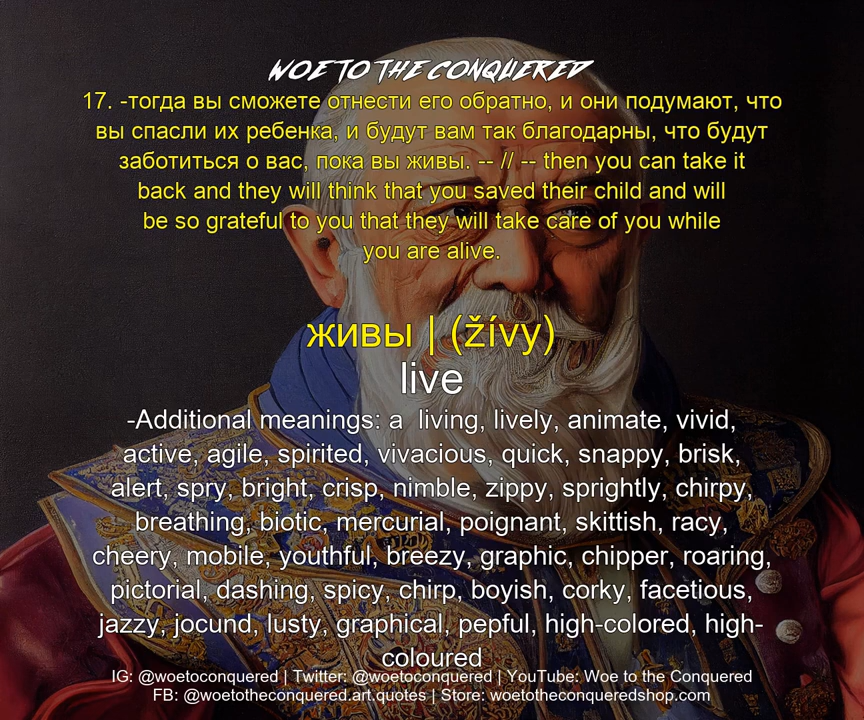 WOE TO THE CONQUERED
17. -тогда вы сможете отнести его обратно, и они подумают, что
вы спасли их ребенка, и будут вам так благодарны, что будут
заботиться о вас, пока вы живы. -- // -- then you can take it
back and they will think that you saved their child and will
be so grateful to you that they will take care of you while
you are alive.
живы | (žívy)
live
-Additional meanings: a  living, lively, animate, vivid,
active, agile, spirited, vivacious, quick, snappy, brisk,
alert, spry, bright, crisp, nimble, zippy, sprightly, chirpy,
breathing, biotic, mercurial, poignant, skittish, racy,
cheery, mobile, youthful, breezy, graphic, chipper, roaring,
pictorial, dashing, spicy, chirp, boyish, corky, facetious,
jazzy, jocund, lusty, graphical, pepful, high-colored, high-
coloured
IG: @woetoconquered | Twitter: @woetoconquered | YouTube: Woe to the Conquered
FB: @woetotheconquered.art.quotes | Store: woetotheconqueredshop.com